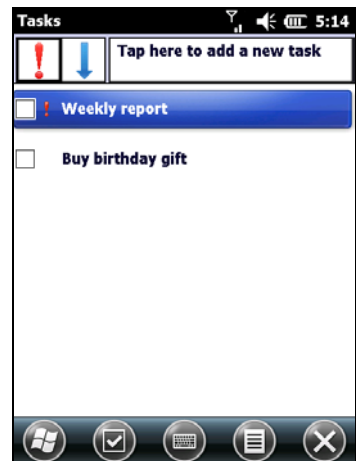 Tasks 5:14
Tap here to add a new task
Weekly report
Buy birthday gift